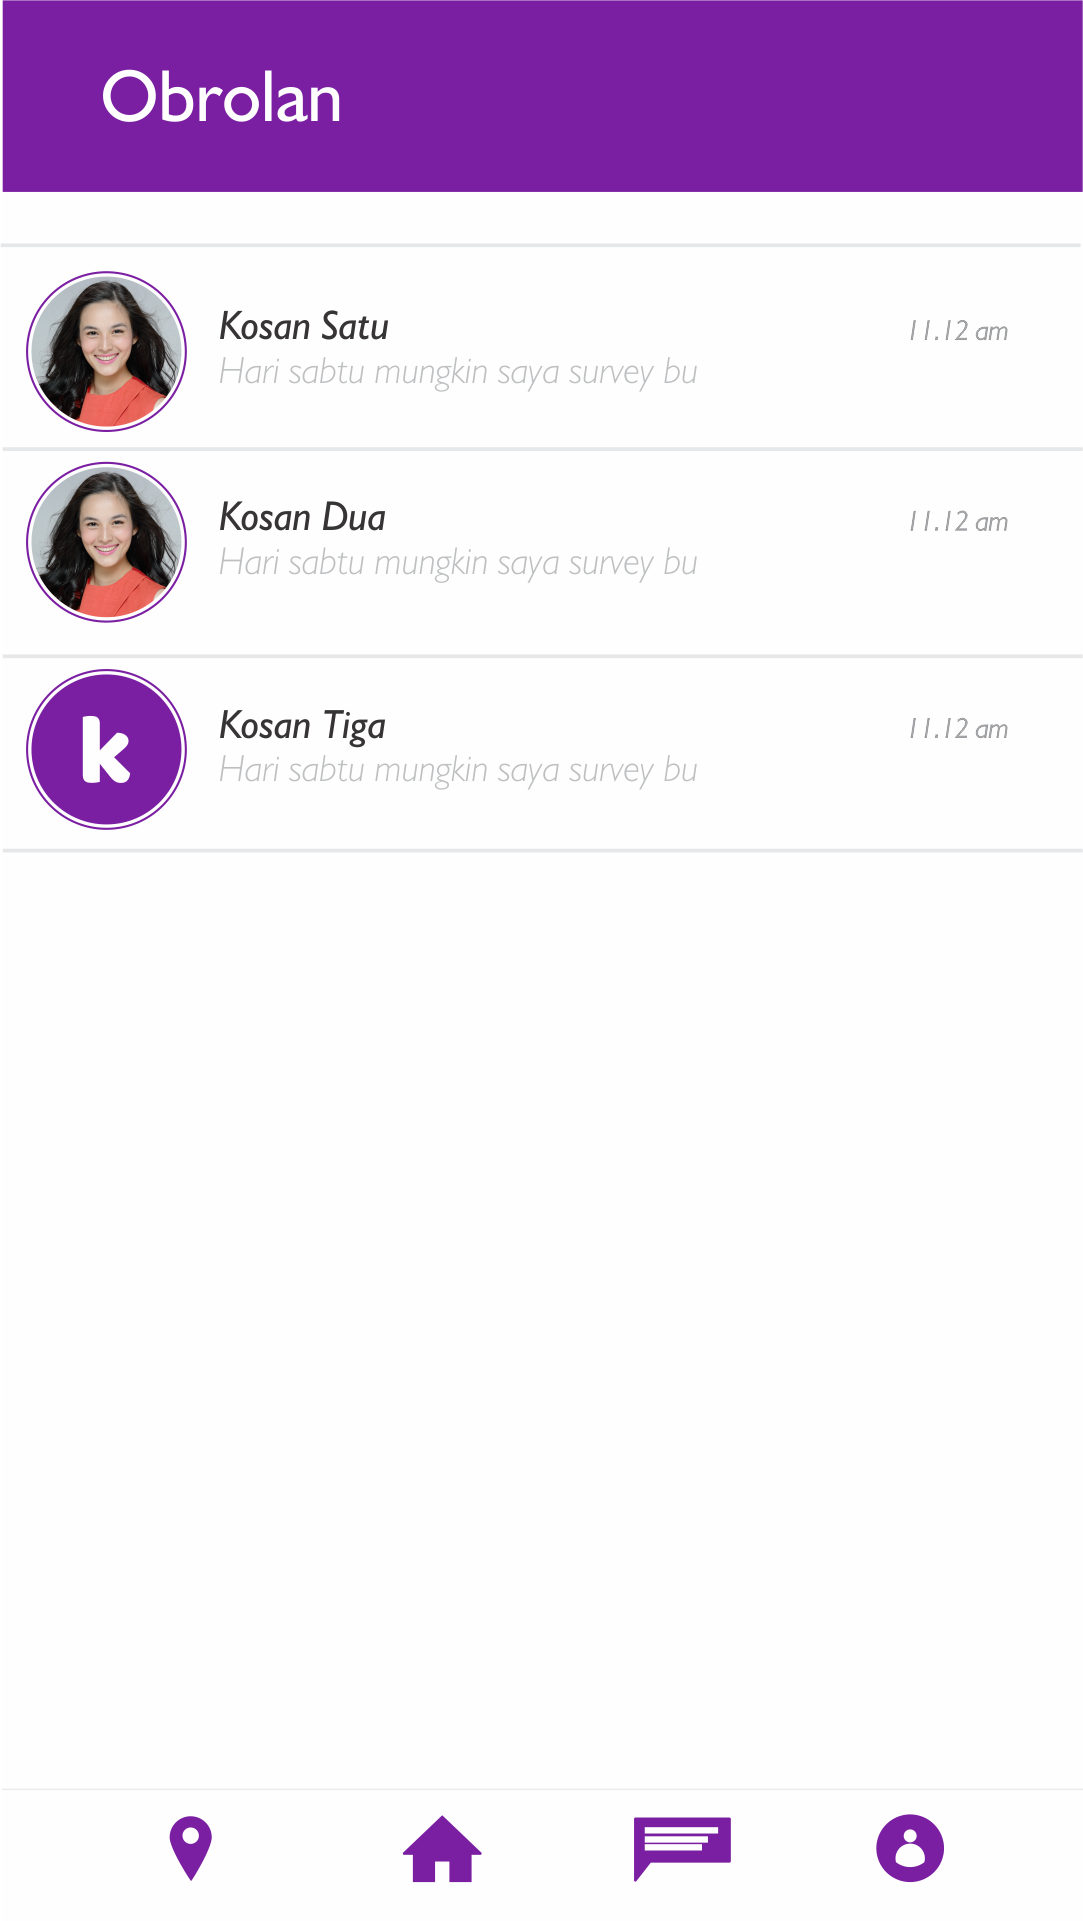 Obrolan
Kosan Satu
11.12 am
Hari sabtu mungkin saya survey bu
Kosan Dua
11.12 am
Hari sabtu mungkin saya survey bu
k
Kosan Tiga
11.12 am
Hari sabtu mungkin saya survey bu